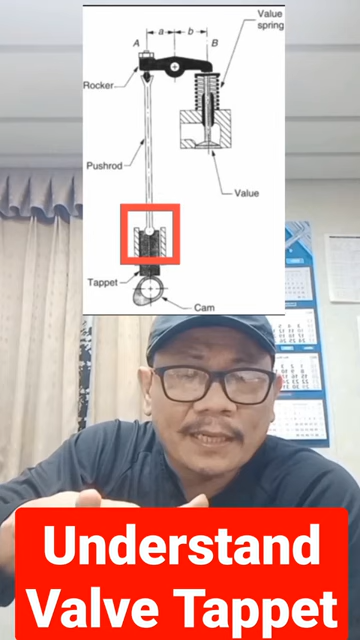 Value
spring
a
b
A
B
Rocker
Pushrod
Value
Tappet
Cam
Understand
Valve Tappet